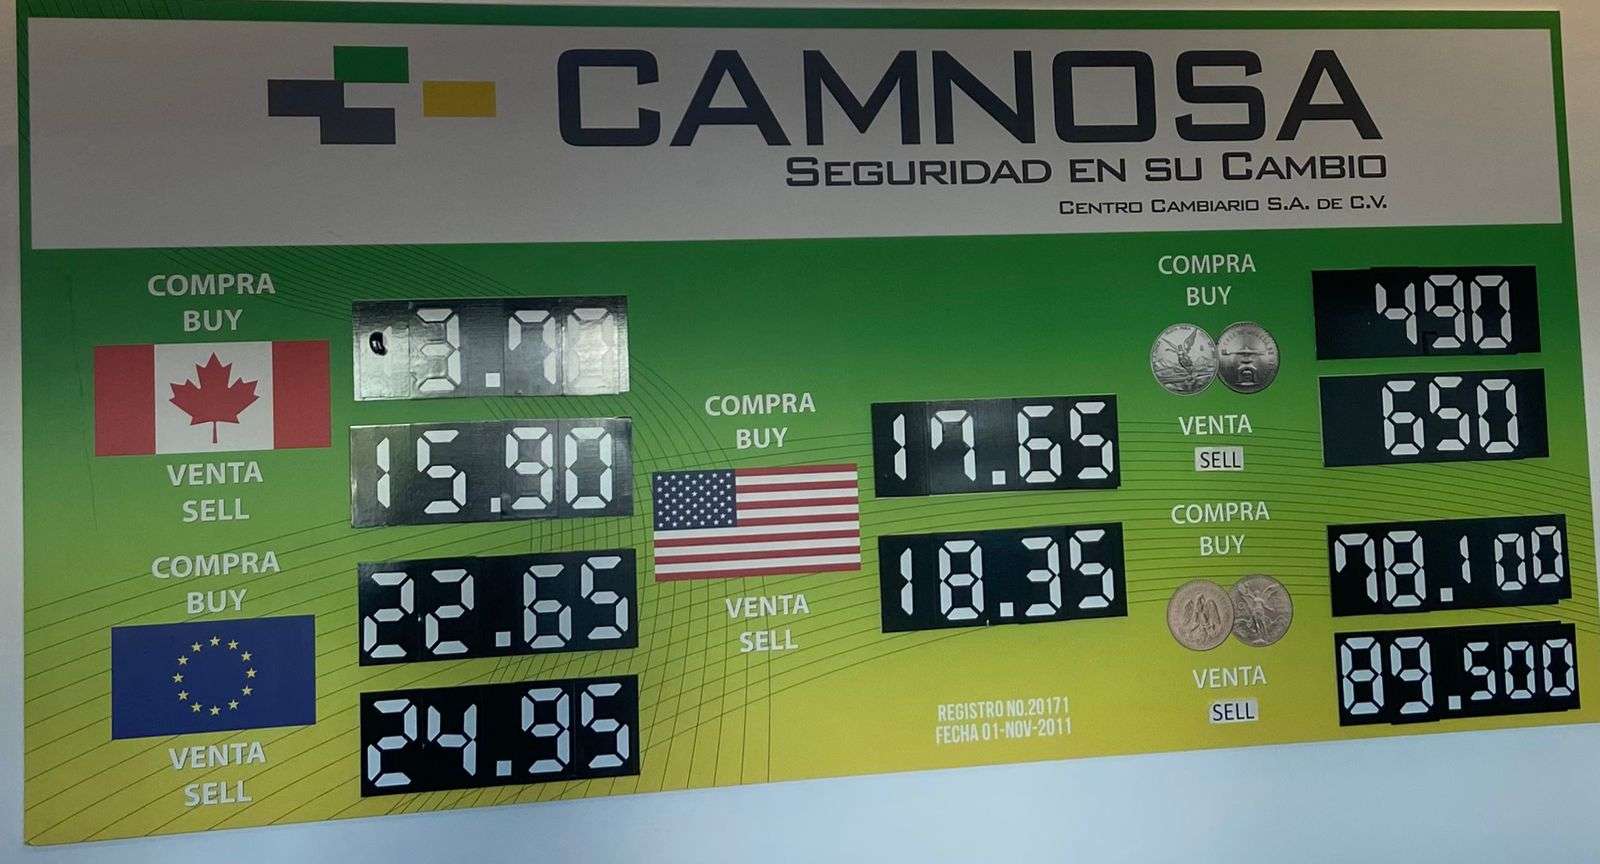 CAMNOSA
SEGURIDAD EN SU CAMBIO
CENTRO CAMBIARIO S.A. DE C.V.
COMPRA
BUY
VENTA
SELL
15.90
COMPRA
BUY
22.65
VENTA
SELL
24.95
COMPRA
BUY
17.65
VENTA
SELL
18.35
COMPRA
BUY
490
VENTA
SELL
650
COMPRA
BUY
78.100
VENTA
SELL
89.500
REGISTRO NO.20171
FECHA 01-NOV-2011